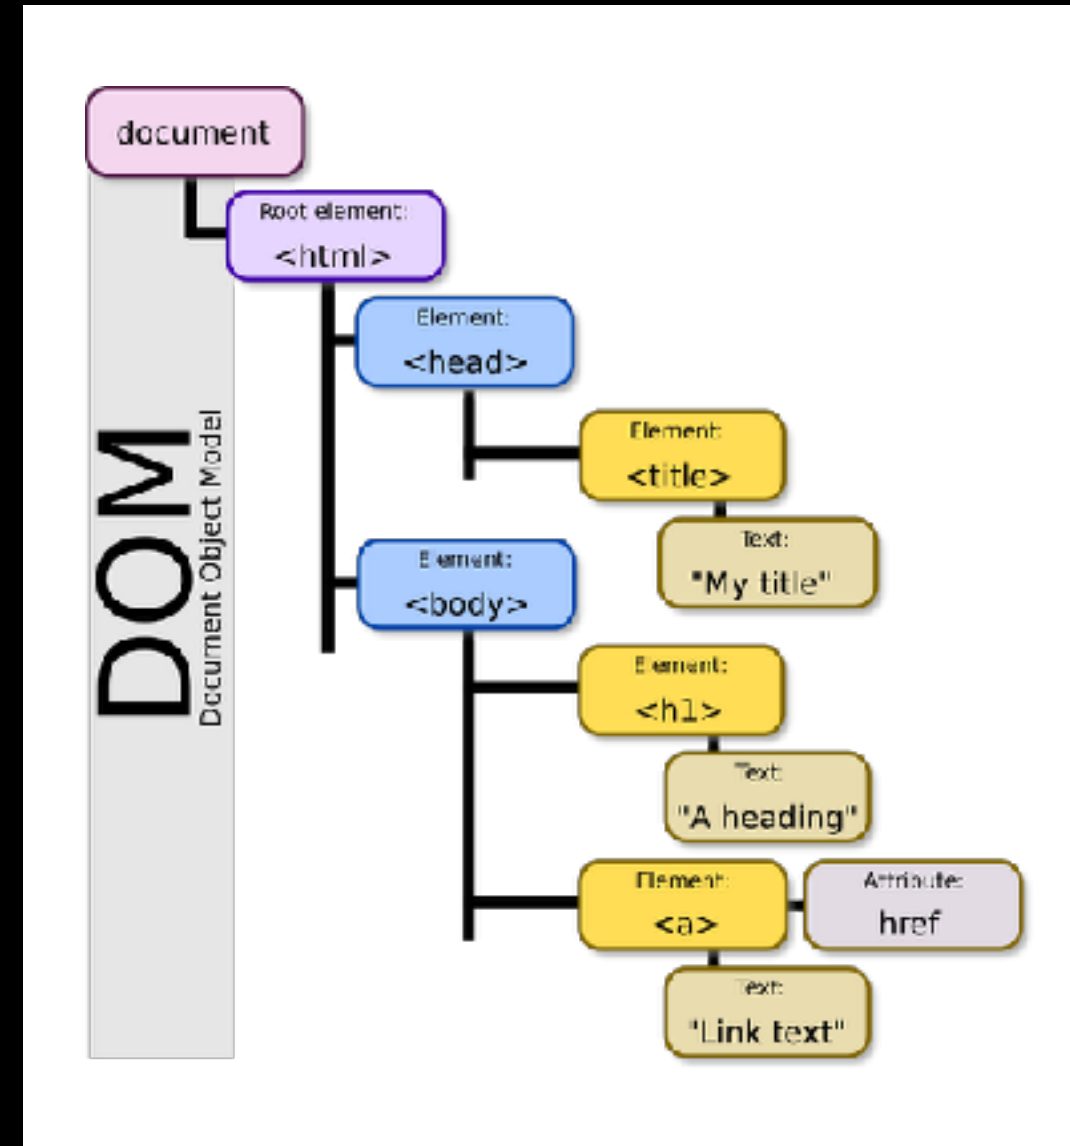 document
Root element:
<html>
Element:
<head>
Element:
<title>
Text:
"My title"
Element:
<body>
Element:
<h1>
Text:
"A heading"
Element:
<a>
Attribute:
href
Text:
"Link text"
DOM
Document Object Model